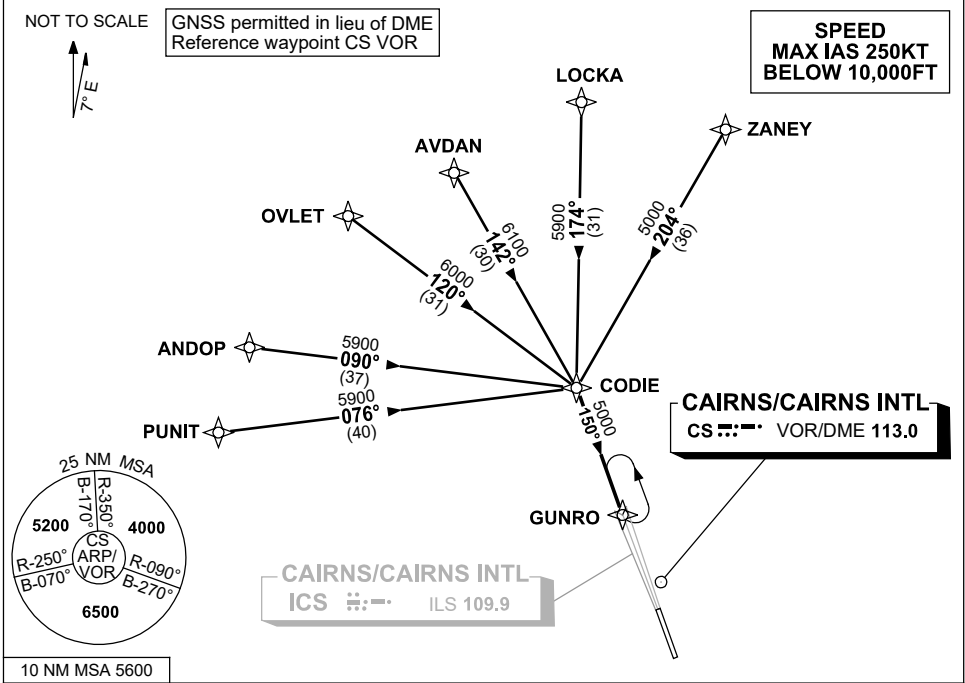 NOT TO SCALE
7° E
GNSS permitted in lieu of DME
Reference waypoint CS VOR
SPEED
MAX IAS 250KT
BELOW 10,000FT
LOCKA
ZANEY
AVDAN
OVLET
5900
174°
(31)
5000
204°
(36)
6100
142°
(30)
6000
120°
(31)
ANDOP
5900
090°
(37)
CODIE
5900
076°
(40)
PUNIT
5000
150°
CAIRNS/CAIRNS INTL
CS VOR/DME 113.0
GUNRO
CAIRNS/CAIRNS INTL
ICS ILS 109.9
25 NM MSA
B-170°
R-350°
5200
4000
CS
ARP/
VOR
R-250°
B-070°
R-090°
B-270°
6500
10 NM MSA 5600